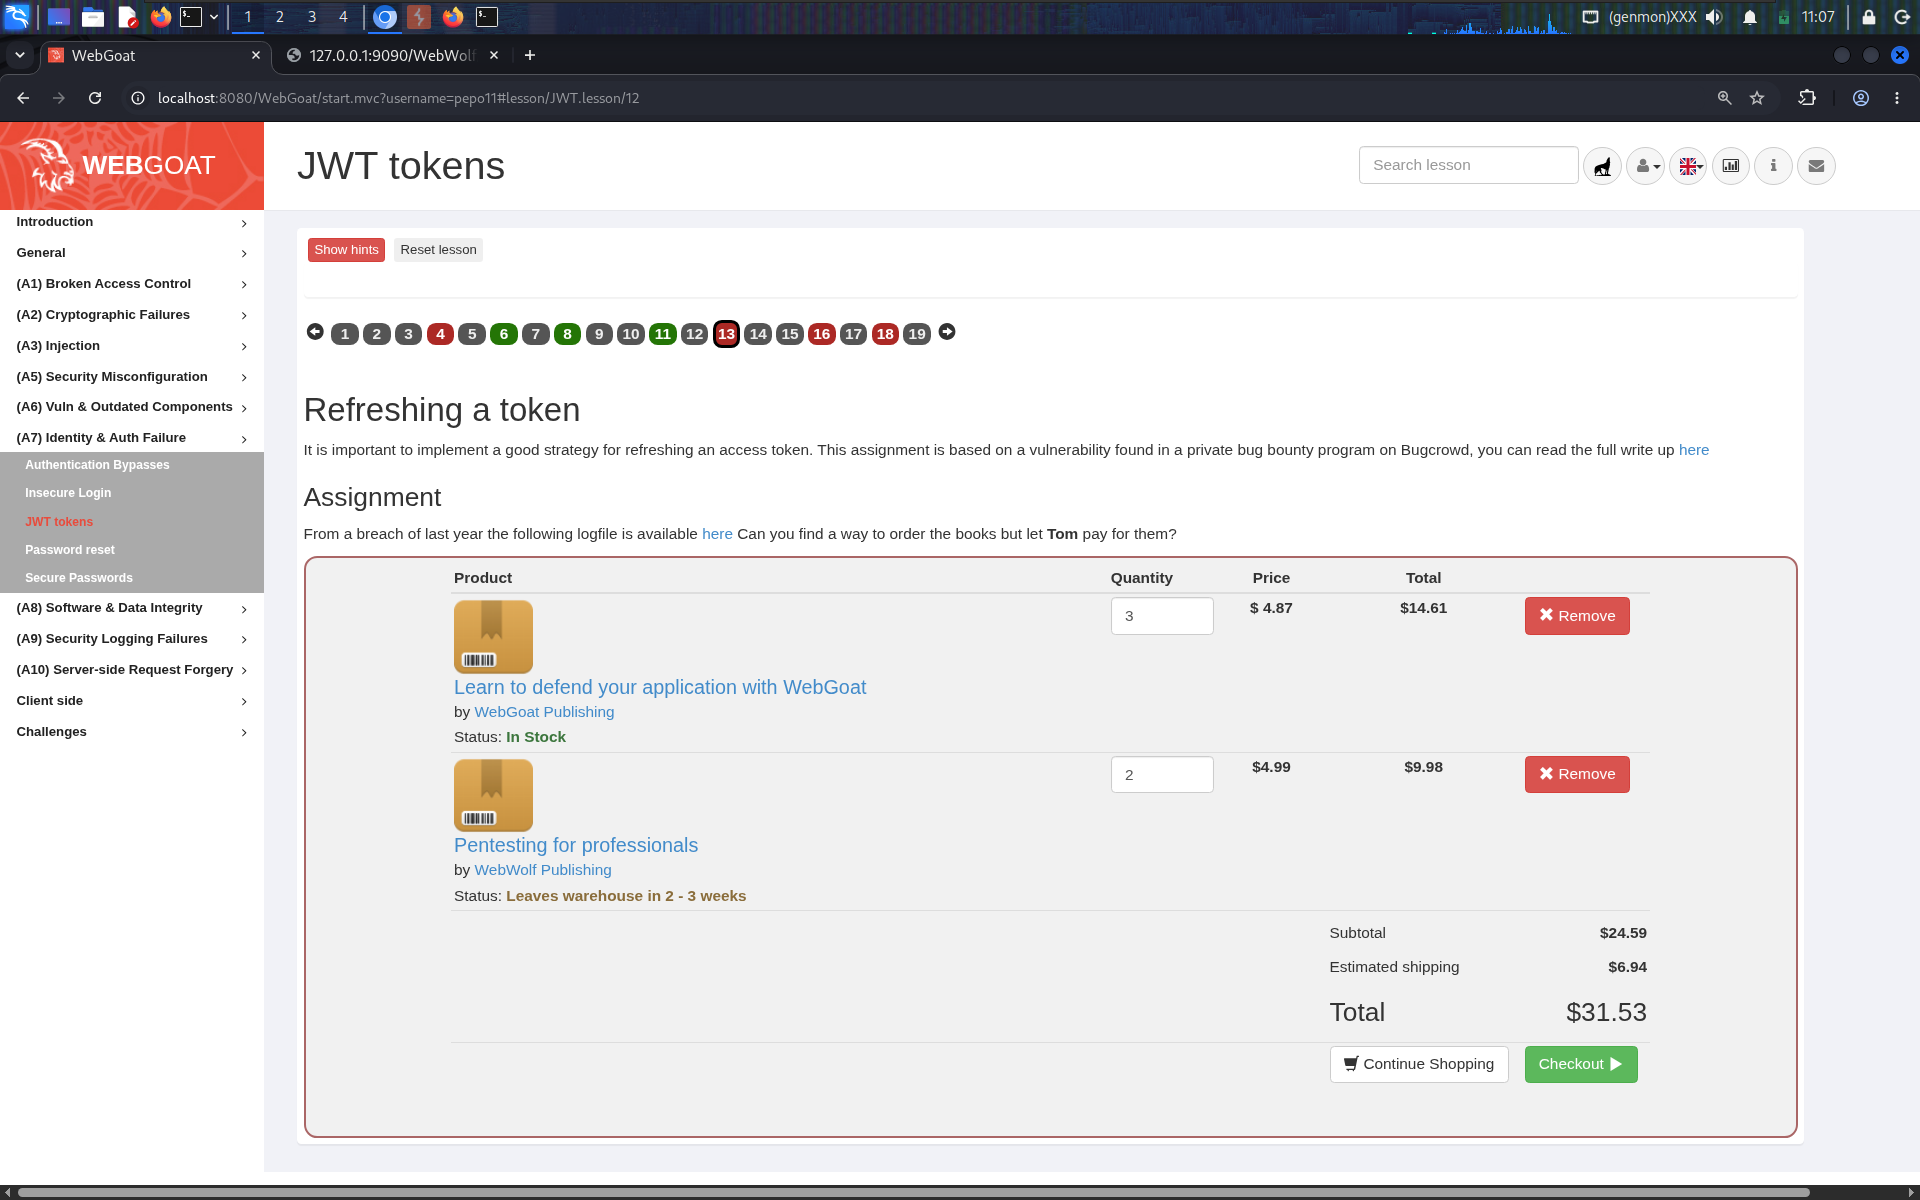 1 2 3 4 (genmon)XXX 11:07
WebGoat
localhost:8080/WebGoat/start.mvc?username=pepo11#lesson/JWT.lesson/12
WEBGOAT
JWT tokens
Search lesson
Introduction
General
(A1) Broken Access Control
(A2) Cryptographic Failures
(A3) Injection
(A5) Security Misconfiguration
(A6) Vuln & Outdated Components
(A7) Identity & Auth Failure
Authentication Bypasses
Insecure Login
JWT tokens
Password reset
Secure Passwords
(A8) Software & Data Integrity
(A9) Security Logging Failures
(A10) Server-side Request Forgery
Client side
Challenges
Show hints Reset lesson
1 2 3 4 5 6 7 8 9 10 11 12 13 14 15 16 17 18 19
Refreshing a token
It is important to implement a good strategy for refreshing an access token. This assignment is based on a vulnerability found in a private bug bounty program on Bugcrowd, you can read the full write up here
Assignment
From a breach of last year the following logfile is available here Can you find a way to order the books but let Tom pay for them?
Product Quantity Price Total
3 $ 4.87 $14.61 Remove
Learn to defend your application with WebGoat
by WebGoat Publishing
Status: In Stock
2 $4.99 $9.98 Remove
Pentesting for professionals
by WebWolf Publishing
Status: Leaves warehouse in 2 - 3 weeks
Subtotal $24.59
Estimated shipping $6.94
Total $31.53
Continue Shopping Checkout